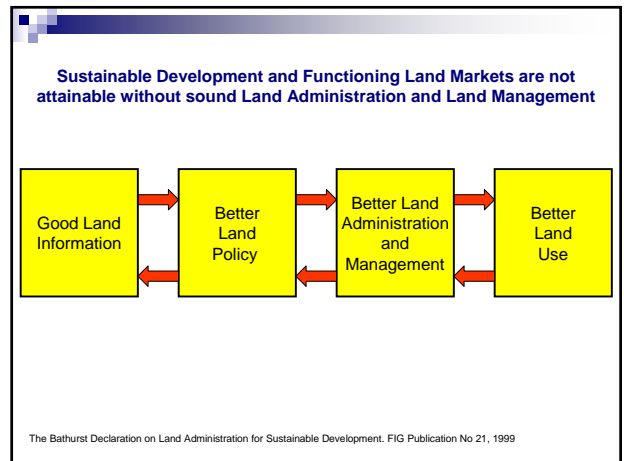 Sustainable Development and Functioning Land Markets are not
attainable without sound Land Administration and Land Management
Good Land
Information
Better
Land
Policy
Better Land
Administration
and
Management
Better
Land
Use
The Bathurst Declaration on Land Administration for Sustainable Development. FIG Publication No 21, 1999